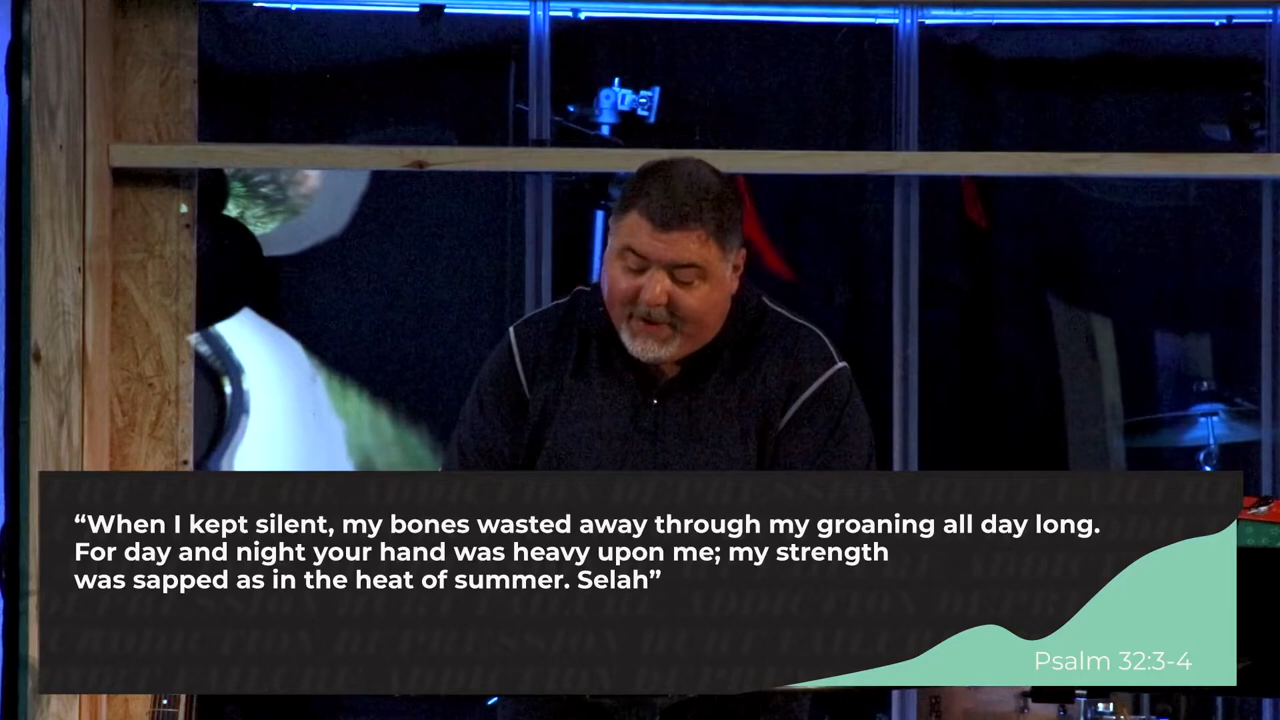 “When I kept silent, my bones wasted away through my groaning all day long.
For day and night your hand was heavy upon me; my strength
was sapped as in the heat of summer. Selah”
Psalm 32:3-4